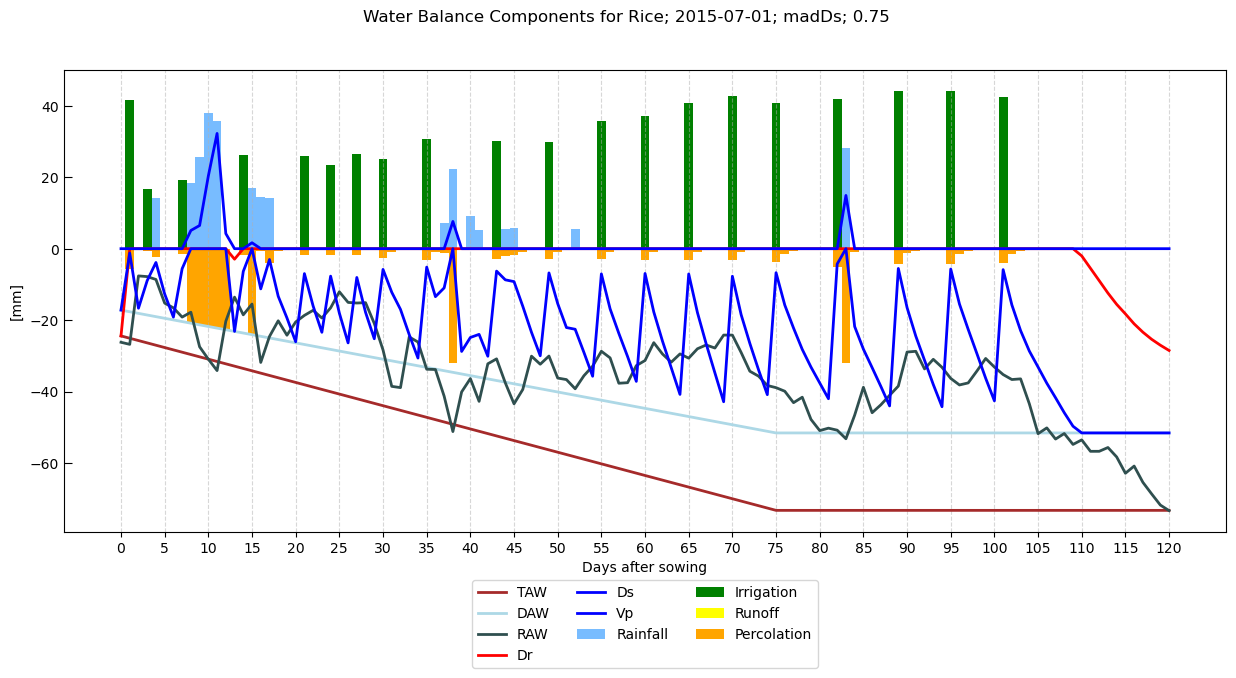 Water Balance Components for Rice; 2015-07-01; madDs; 0.75
40
20
0
−20
−40
−60
[mm]
0 5 10 15 20 25 30 35 40 45 50 55 60 65 70 75 80 85 90 95 100 105 110 115 120
Days after sowing
TAW Ds Irrigation
DAW Vp Runoff
RAW Rainfall Percolation
Dr